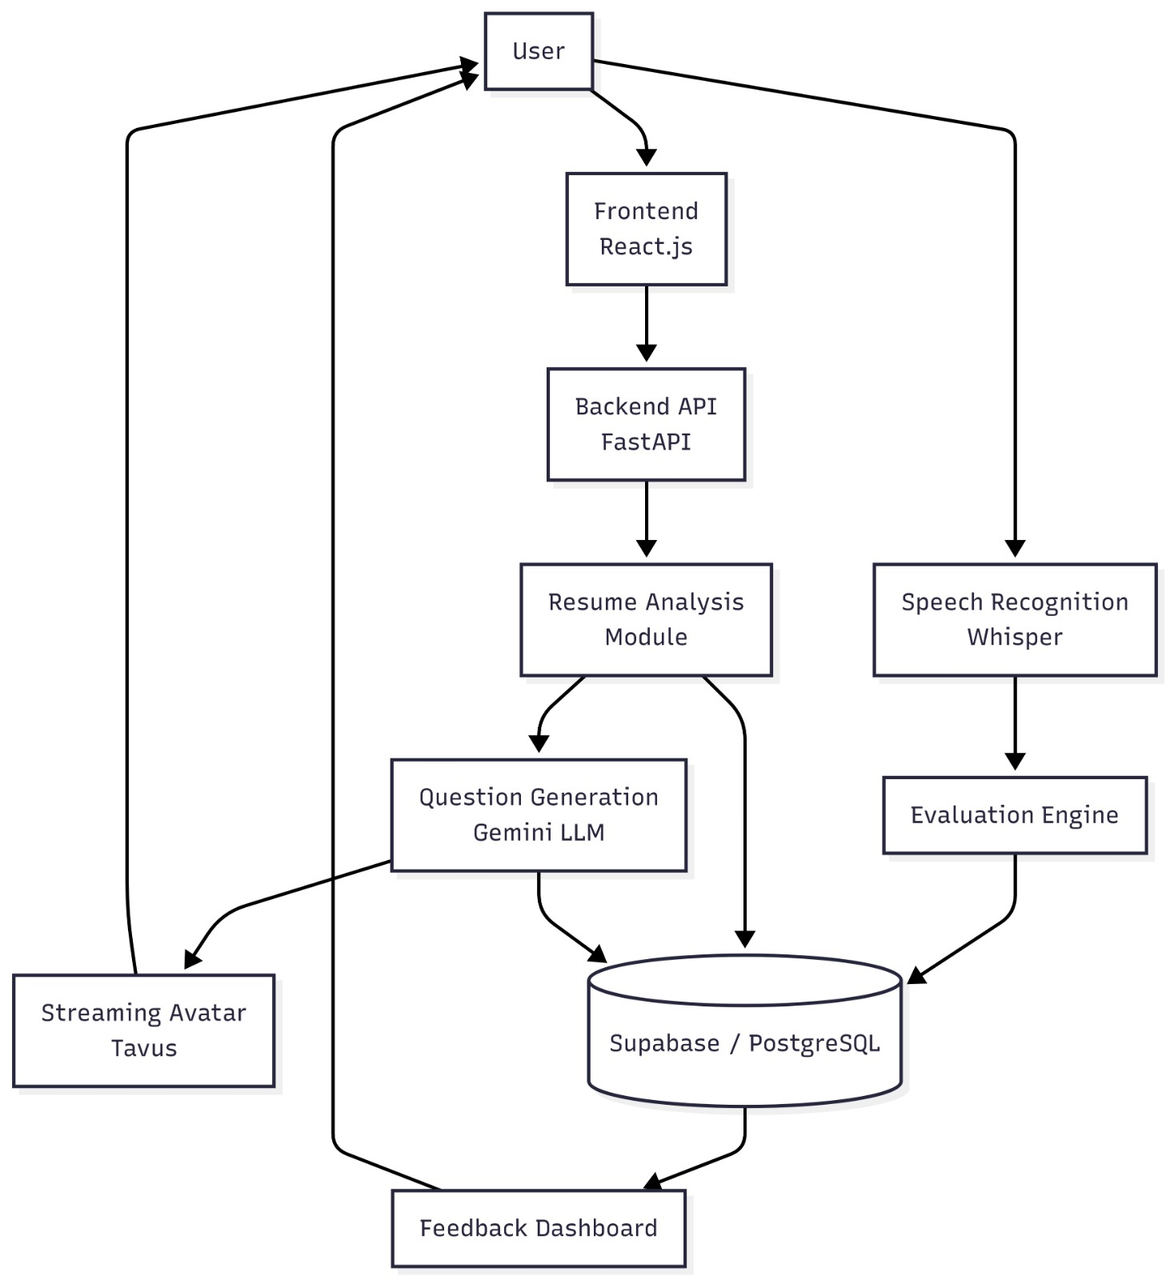 User
Frontend
React.js
Backend API
FastAPI
Resume Analysis
Module
Speech Recognition
Whisper
Question Generation
Gemini LLM
Evaluation Engine
Streaming Avatar
Tavus
Supabase / PostgreSQL
Feedback Dashboard